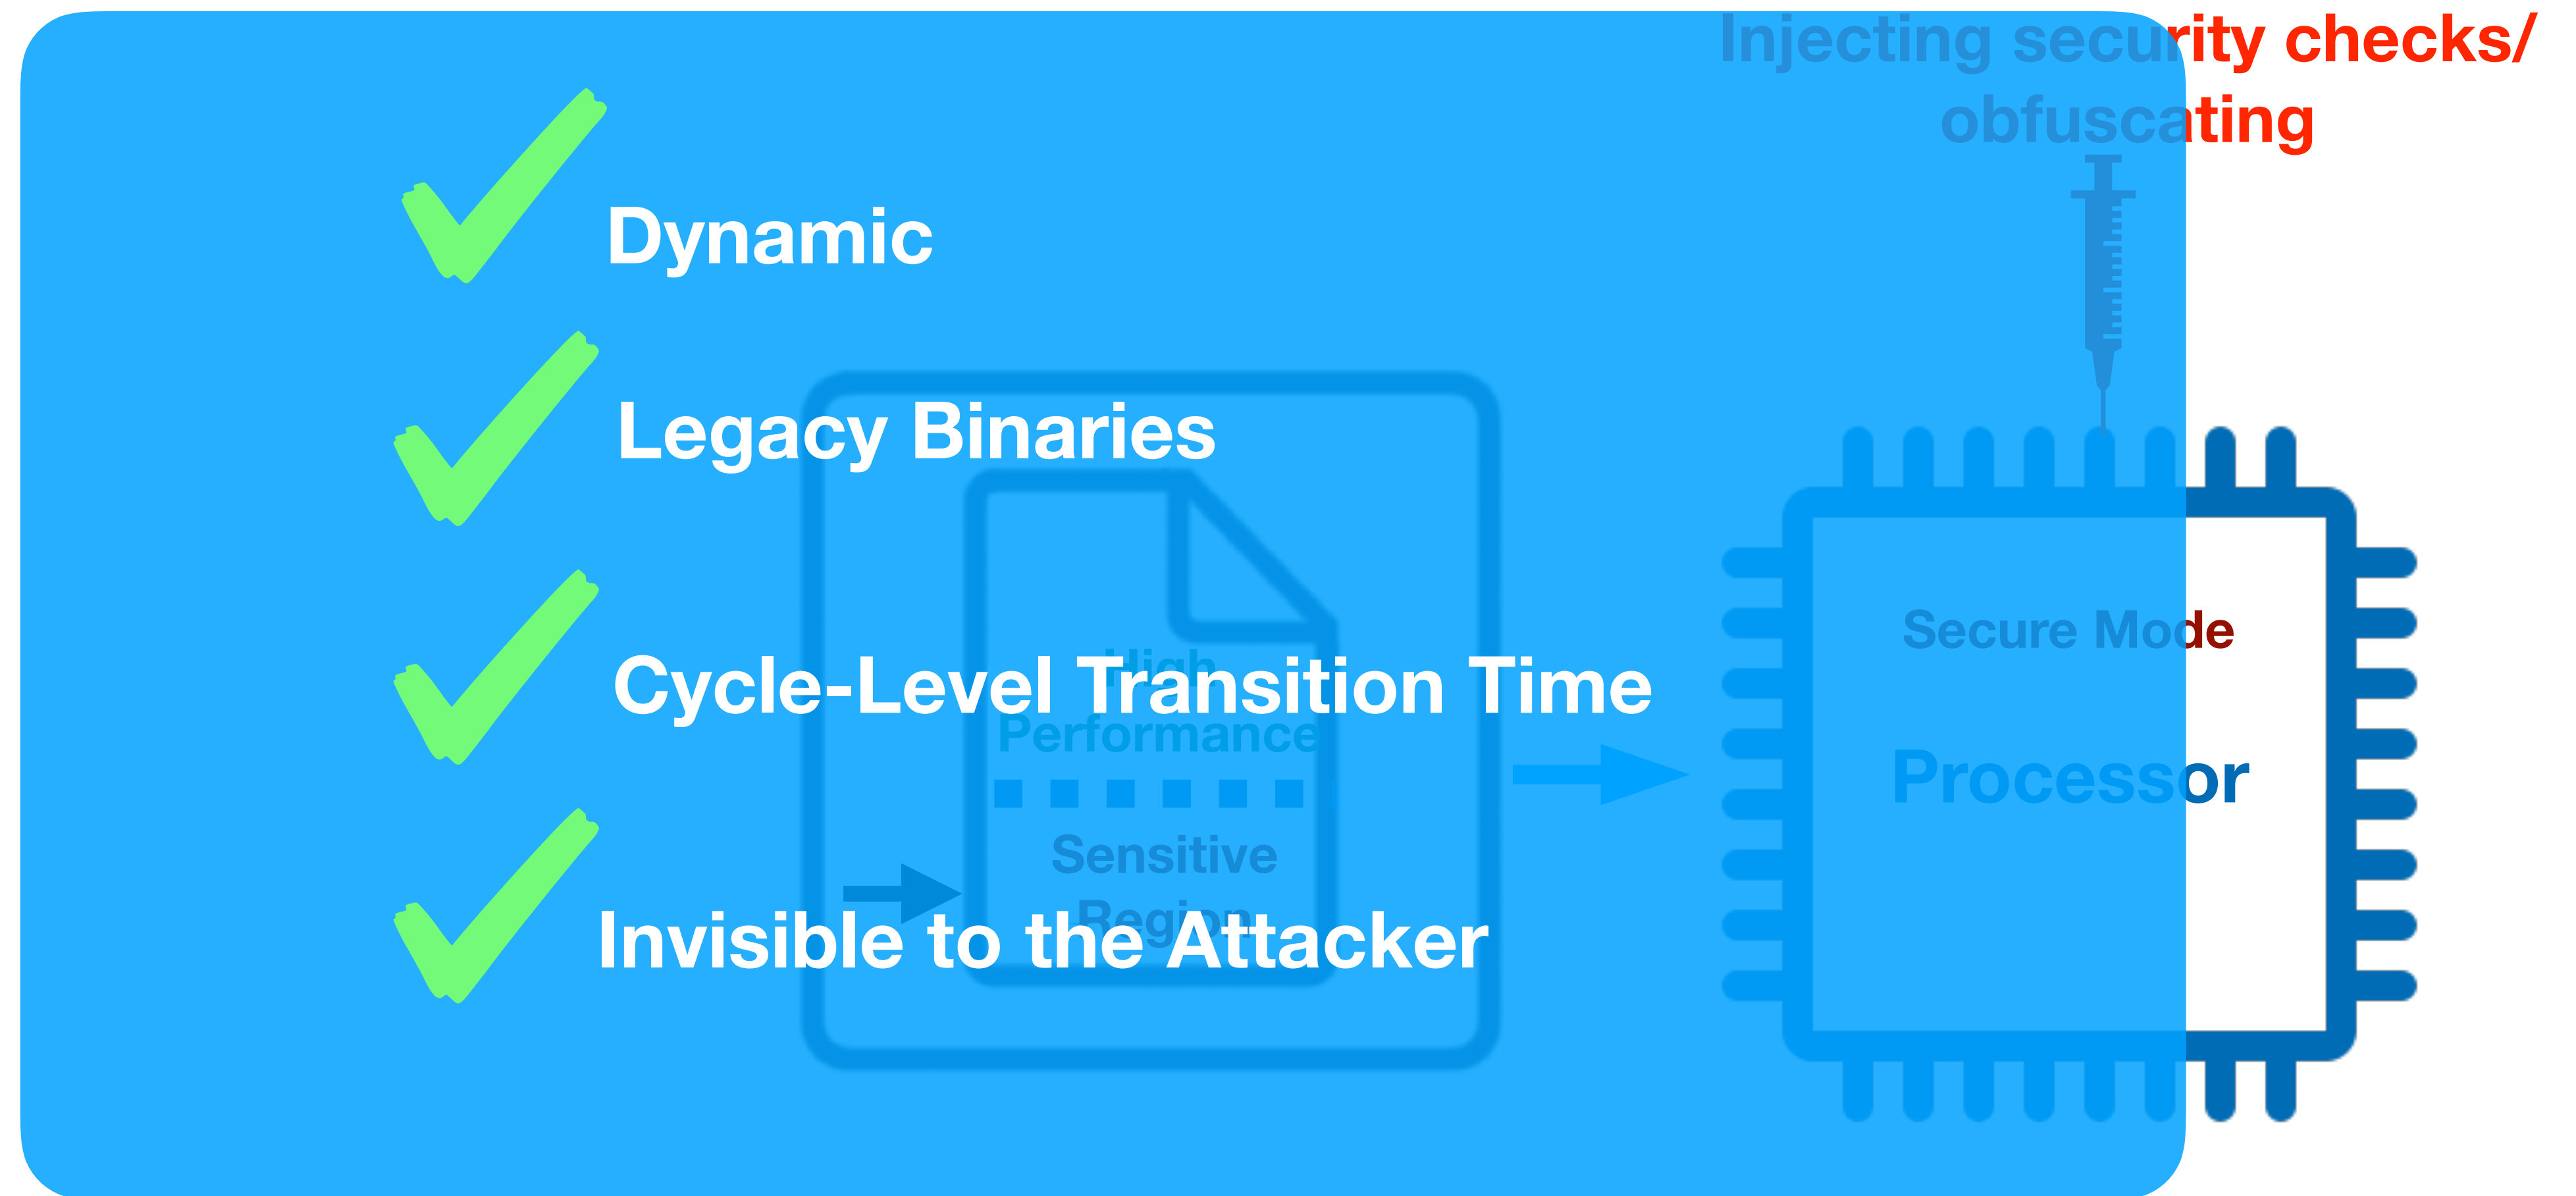 Injecting security checks/
obfuscating
Dynamic
Legacy Binaries
Cycle-Level Transition Time
Invisible to the Attacker
High
Performance
Sensitive
Region
Secure Mode
Processor